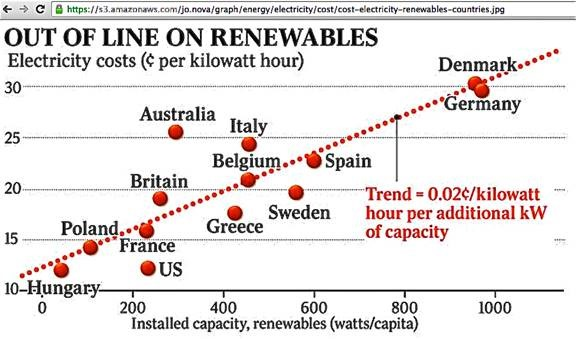 https://s3.amazonaws.com/jo.nova/graph/energy/electricity/cost/cost-electricity-renewables-countries.jpg
OUT OF LINE ON RENEWABLES
Electricity costs (¢ per kilowatt hour)
30
25
20
15
10
Denmark
Germany
Australia
Italy
Belgium
Spain
Britain
Sweden
Greece
Poland
France
US
Hungary
Trend = 0.02¢/kilowatt
hour per additional kW
of capacity
0 200 400 600 800 1000
Installed capacity, renewables (watts/capita)